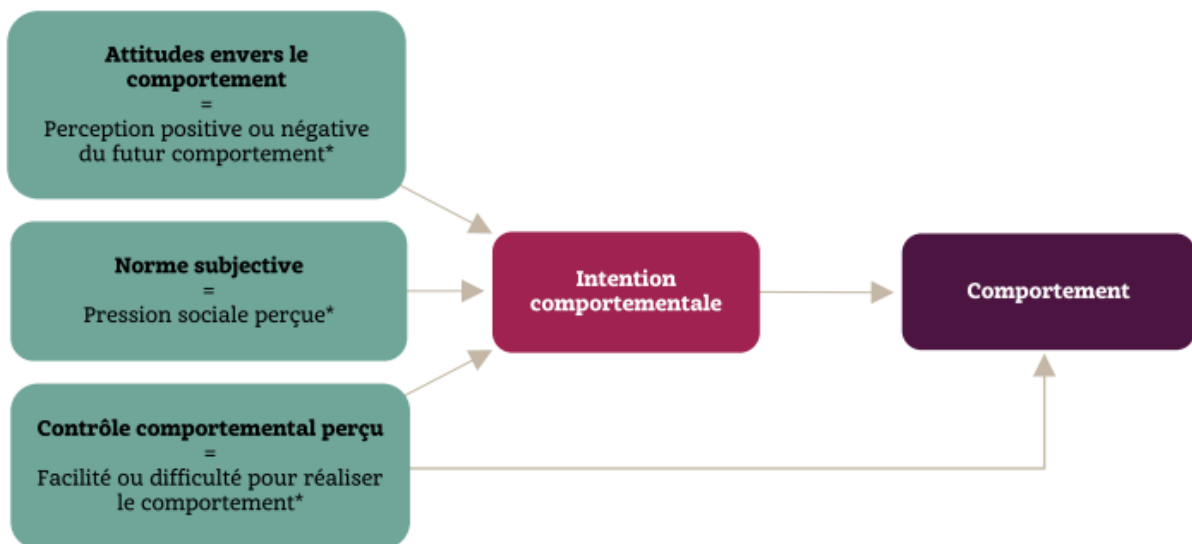 Attitudes envers le
comportement
=
Perception positive ou négative
du futur comportement*
Norme subjective
=
Pression sociale perçue*
Contrôle comportemental perçu
=
Facilité ou difficulté pour réaliser
le comportement*
Intention
comportementale
Comportement